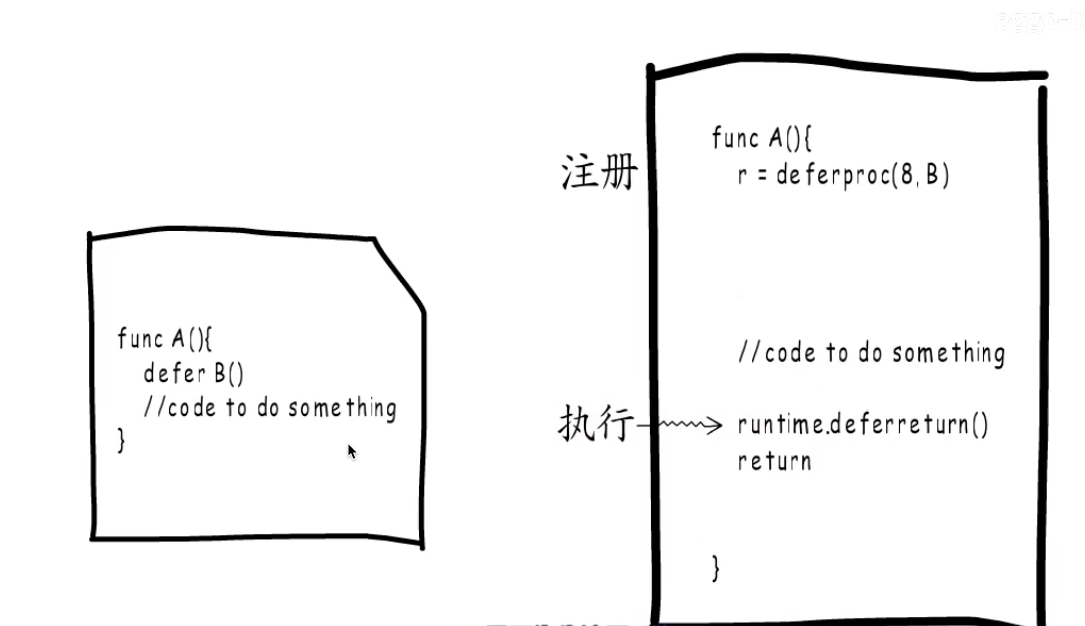 func A(){
defer B()
//code to do something
}
注册
func A(){
r = deferproc(8, B)
//code to do something
执行
runtime.deferreturn()
return
}